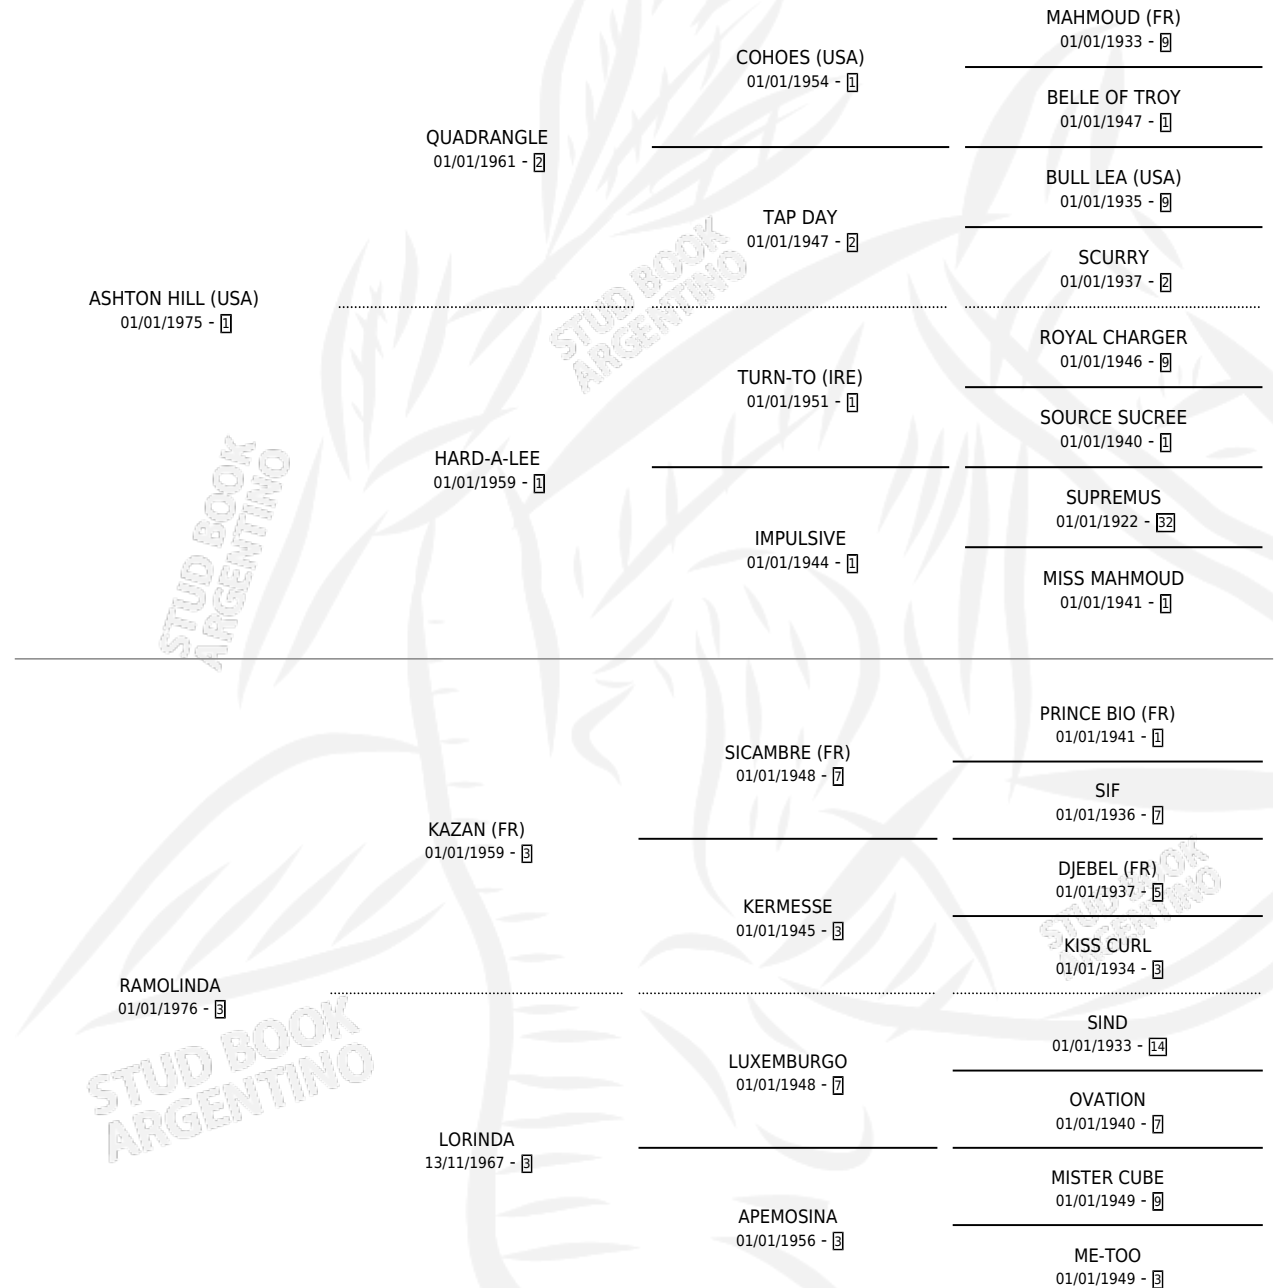 MAHMOUD (FR)
01/01/1933 - 9
COHOES (USA)
01/01/1954 - 1
BELLE OF TROY
01/01/1947 - 1
QUADRANGLE
01/01/1961 - 2
BULL LEA (USA)
01/01/1935 - 9
TAP DAY
01/01/1947 - 2
SCURRY
01/01/1937 - 2
ASHTON HILL (USA)
01/01/1975 - 1
ROYAL CHARGER
01/01/1946 - 9
TURN-TO (IRE)
01/01/1951 - 1
SOURCE SUCREE
01/01/1940 - 1
HARD-A-LEE
01/01/1959 - 1
SUPREMUS
01/01/1922 - 32
IMPULSIVE
01/01/1944 - 1
MISS MAHMOUD
01/01/1941 - 1
PRINCE BIO (FR)
01/01/1941 - 1
SICAMBRE (FR)
01/01/1948 - 7
SIF
01/01/1936 - 7
KAZAN (FR)
01/01/1959 - 3
DJEBEL (FR)
01/01/1937 - 5
KERMESSE
01/01/1945 - 3
KISS CURL
01/01/1934 - 3
RAMOLINDA
01/01/1976 - 3
SIND
01/01/1933 - 14
LUXEMBURGO
01/01/1948 - 7
OVATION
01/01/1940 - 7
LORINDA
13/11/1967 - 3
MISTER CUBE
01/01/1949 - 9
APEMOSINA
01/01/1956 - 3
ME-TOO
01/01/1949 - 3
STUD BOOK
ARGENTINO
STUD BOOK
ARGENTINO
STUD BOOK
ARGENTINO
STUD BOOK
ARGENTINO